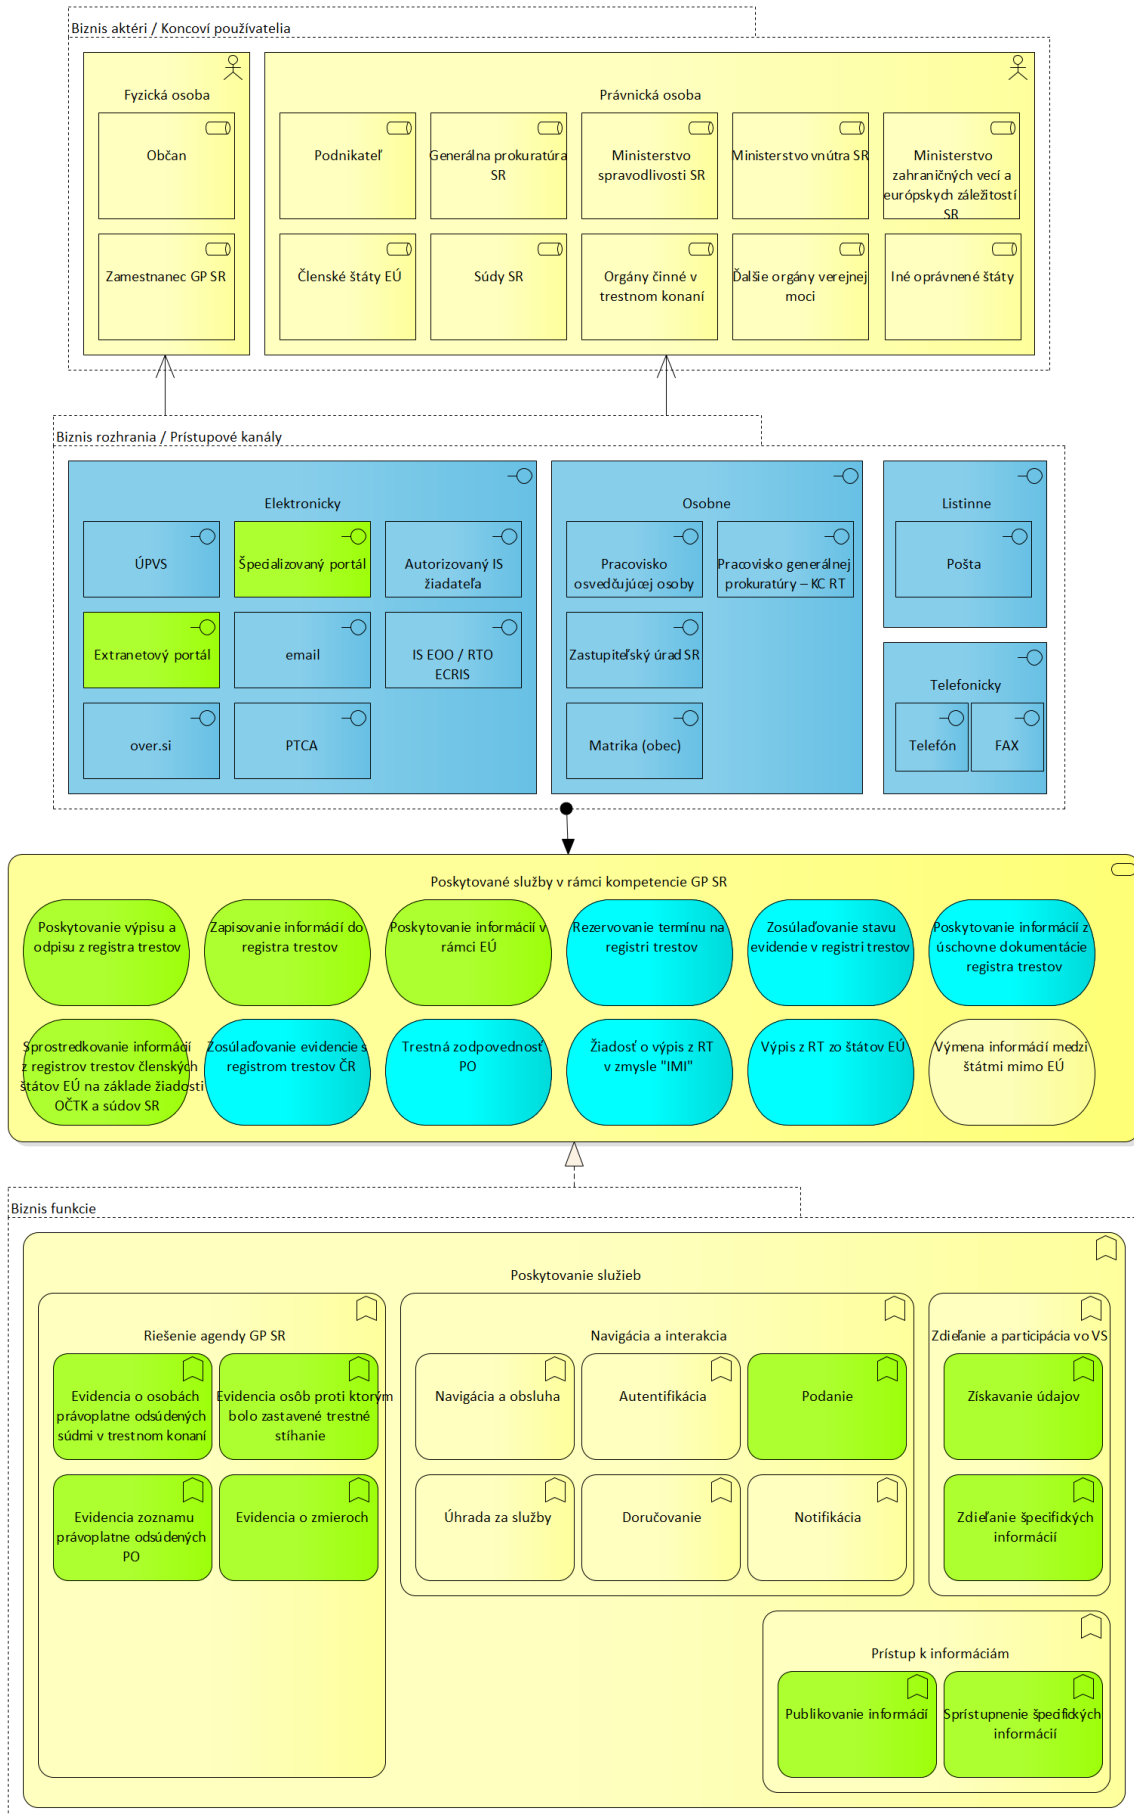 Biznis aktéri / Koncoví používatelia
Fyzická osoba
Právnická osoba
Občan
Podnikateľ
Generálna prokuratúra
SR
Ministerstvo
spravodlivosti SR
Ministerstvo vnútra SR
Ministerstvo
zahraničných vecí a
európskych záležitostí
SR
Zamestnanec GP SR
Členské štáty EÚ
Súdy SR
Orgány činné v
trestnom konaní
Ďalšie orgány verejnej
moci
Iné oprávnené štáty
Biznis rozhrania / Prístupové kanály
Elektronicky
ÚPVS
Špecializovaný portál
Autorizovaný IS
žiadateľa
Extranetový portál
email
IS EOO / RTO
ECRIS
over.si
PTCA
Osobne
Pracovisko
osvedčujúcej osoby
Pracovisko generálnej
prokuratúry – KC RT
Zastupiteľský úrad SR
Matrika (obec)
Listinne
Pošta
Telefonicky
Telefón
FAX
Poskytované služby v rámci kompetencie GP SR
Poskytovanie výpisu a
odpisu z registra trestov
Zapisovanie informácií do
registra trestov
Poskytovanie informácií v
rámci EÚ
Rezervovanie termínu na
registri trestov
Zosúlaďovanie stavu
evidencie v registri trestov
Poskytovanie informácií z
úschovne dokumentácie
registra trestov
Sprostredkovanie informácií
z registrov trestov členských
štátov EÚ na základe žiadosti
OČTK a súdov SR
Zosúlaďovanie evidencie s
registrom trestov ČR
Trestná zodpovednosť
PO
Žiadosť o výpis z RT
v zmysle "IMI"
Výpis z RT zo štátov EÚ
Výmena informácií medzi
štátmi mimo EÚ
Biznis funkcie
Poskytovanie služieb
Riešenie agendy GP SR
Evidencia o osobách
právoplatne odsúdených
súdmi v trestnom konaní
Evidencia osôb proti ktorým
bolo zastavené trestné
stíhanie
Evidencia zoznamu
právoplatne odsúdených
PO
Evidencia o zmieroch
Navigácia a interakcia
Navigácia a obsluha
Autentifikácia
Podanie
Úhrada za služby
Doručovanie
Notifikácia
Zdieľanie a participácia vo VS
Získavanie údajov
Zdieľanie špecifických
informácií
Prístup k informáciám
Publikovanie informácií
Sprístupnenie špecifických
informácií